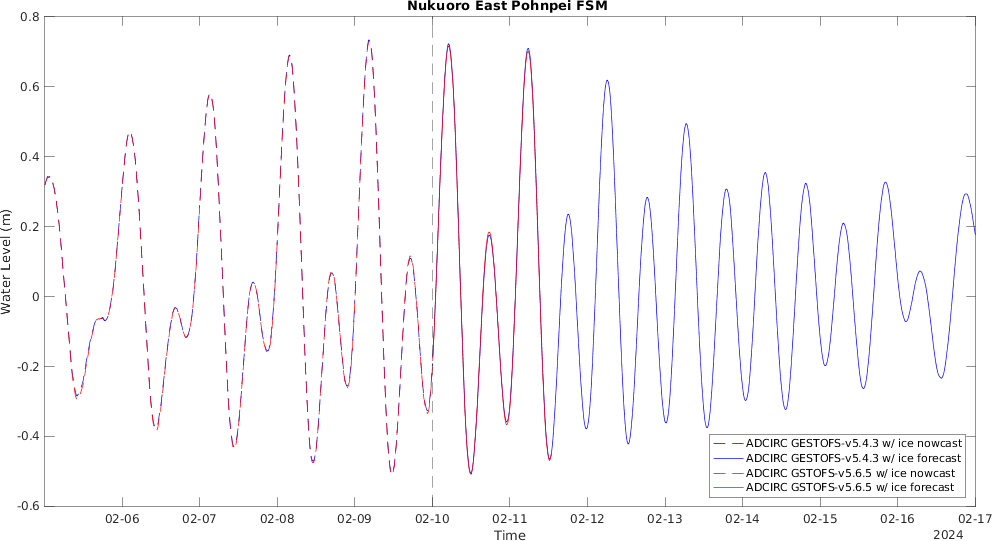 Nukuoro East Pohnpei FSM
0.8
0.6
0.4
0.2
0
-0.2
-0.4
-0.6
Water Level (m)
ADCIRC GESTOFS-v5.4.3 w/ ice nowcast
ADCIRC GESTOFS-v5.4.3 w/ ice forecast
ADCIRC GSTOFS-v5.6.5 w/ ice nowcast
ADCIRC GSTOFS-v5.6.5 w/ ice forecast
02-06 02-07 02-08 02-09 02-10 02-11 02-12 02-13 02-14 02-15 02-16 02-17
Time
2024